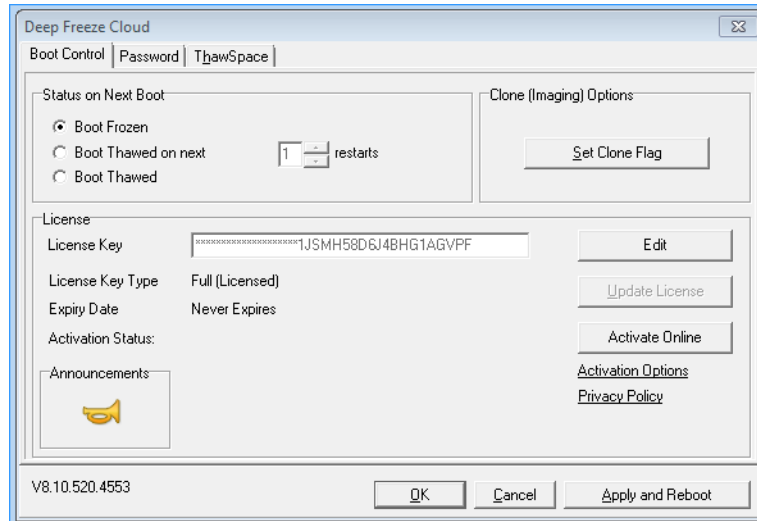 Deep Freeze Cloud
Boot Control Password ThawSpace
Status on Next Boot
Boot Frozen
Boot Thawed on next 1 restarts
Boot Thawed
Clone (Imaging) Options
Set Clone Flag
License
License Key ********************1JSMH58D6J4BHG1AGVPF Edit
License Key Type Full (Licensed) Update License
Expiry Date Never Expires
Activation Status: Activate Online
Announcements Activation Options
Privacy Policy
V8.10.520.4553 OK Cancel Apply and Reboot